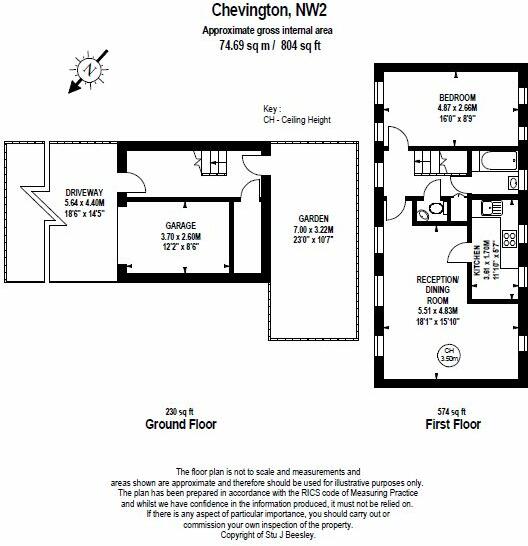 Chevington, NW2
Approximate gross internal area
74.69 sq m / 804 sq ft
N
Key :
CH - Ceiling Height
BEDROOM
4.87 x 2.66M
16'0" x 8'9"
DRIVEWAY
5.64 x 4.40M
18'6" x 14'5"
GARAGE
3.70 x 2.60M
12'2" x 8'6"
GARDEN
7.00 x 3.22M
23'0" x 10'7"
KITCHEN
3.61 x 1.70M
11'10" x 5'7"
RECEPTION/
DINING
ROOM
5.51 x 4.83M
18'1" x 15'10"
CH
3.50m
230 sq ft
Ground Floor
574 sq ft
First Floor
The floor plan is not to scale and measurements and
areas shown are approximate and therefore should be used for illustrative purposes only.
The plan has been prepared in accordance with the RICS code of Measuring Practice
and whilst we have confidence in the information produced, it must not be relied on.
If there is any aspect of particular importance, you should carry out or
commission your own inspection of the property.
Copyright of Stu J Beesley.